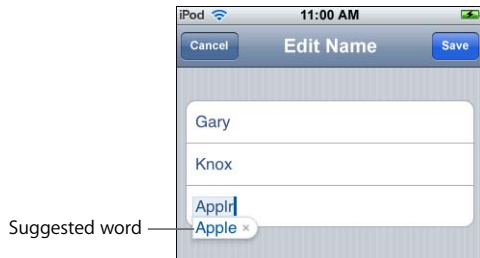 iPod 11:00 AM
Cancel Edit Name Save
Gary
Knox
Applr
Suggested word Apple ×